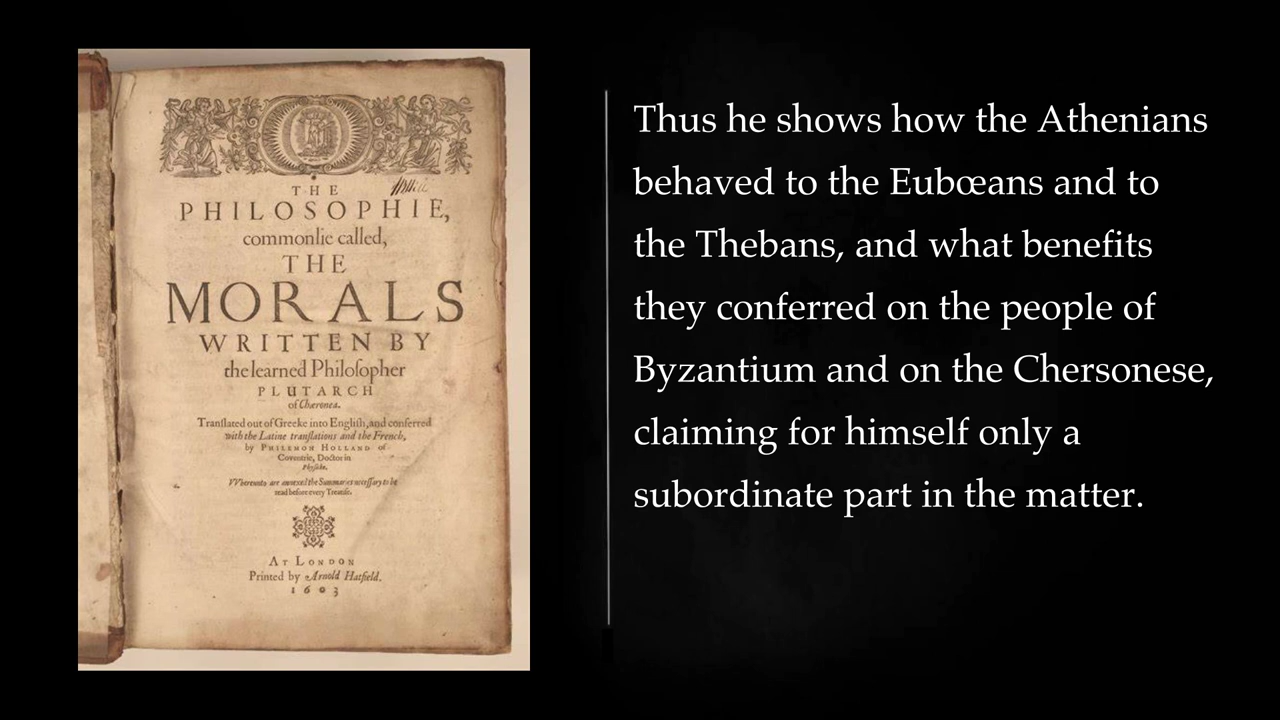 THE
PHILOSOPHIE,
commonlie called,
THE
MORALS
WRITTEN BY
the learned Philoſopher
PLUTARCH
of Chæronea.
Tranſlated out of Greeke into Engliſh, and conferred
with the Latine tranſlations and the French,
by PHILEMON HOLLAND of
Coventrie, Doctor in
Phyſicke.
VVhereunto are annexed the Summaries neceſſary to be
read before every Treatiſe.
AT LONDON
Printed by Arnold Hatfield.
1603
Thus he shows how the Athenians
behaved to the Eubœans and to
the Thebans, and what benefits
they conferred on the people of
Byzantium and on the Chersonese,
claiming for himself only a
subordinate part in the matter.